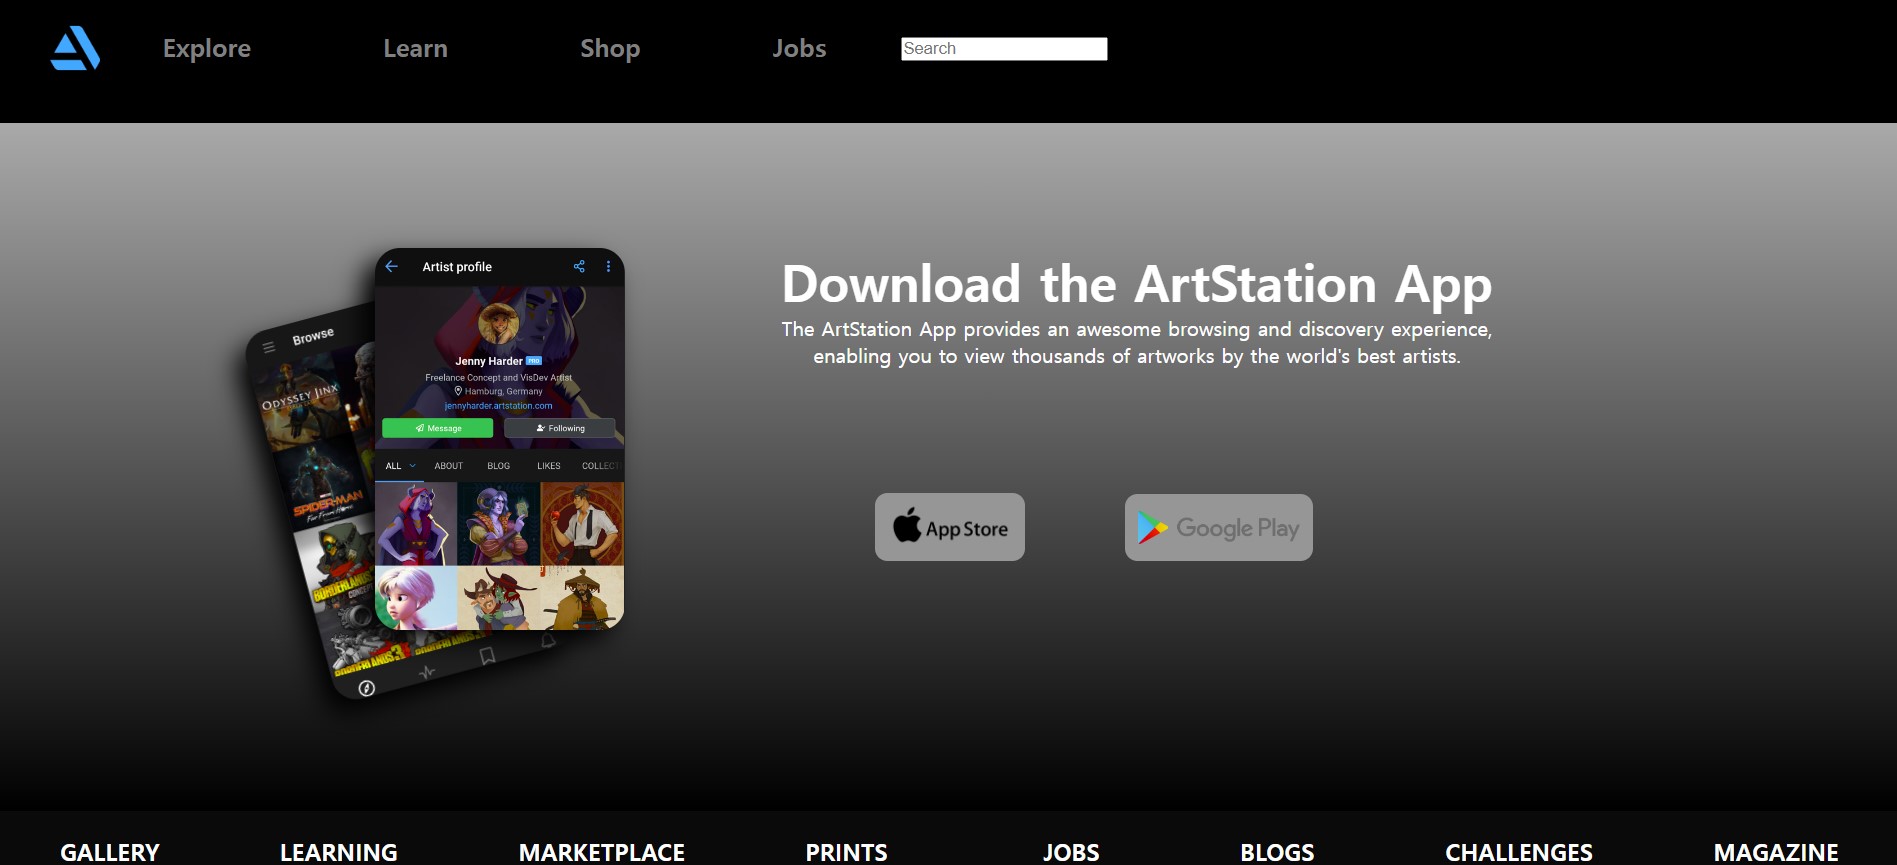 Explore Learn Shop Jobs Search
Download the ArtStation App
The ArtStation App provides an awesome browsing and discovery experience,
enabling you to view thousands of artworks by the world's best artists.
App Store
Google Play
Artist profile
Jenny Harder PRO
Freelance Concept and VisDev Artist
Hamburg, Germany
jennyharder.artstation.com
Message Following
ALL ABOUT BLOG LIKES COLLECT
Browse
ODYSSEY JINX
SPIDER-MAN
Far From Home
BORDERLANDS
BORDERLANDS 3
GALLERY LEARNING MARKETPLACE PRINTS JOBS BLOGS CHALLENGES MAGAZINE